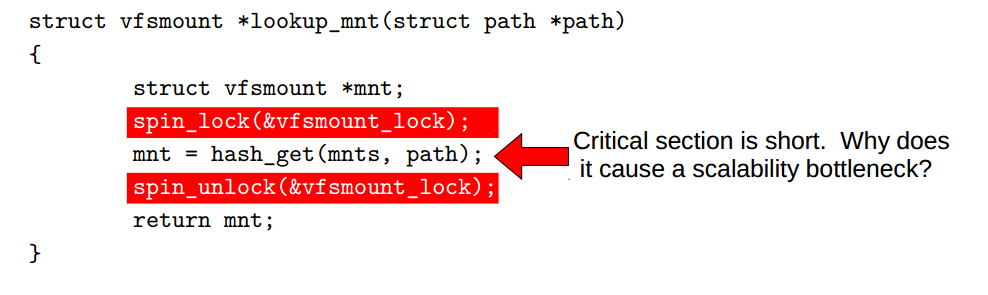 struct vfsmount *lookup_mnt(struct path *path)
{
struct vfsmount *mnt;
spin_lock(&vfsmount_lock);
mnt = hash_get(mnts, path);
spin_unlock(&vfsmount_lock);
return mnt;
}
Critical section is short. Why does
it cause a scalability bottleneck?